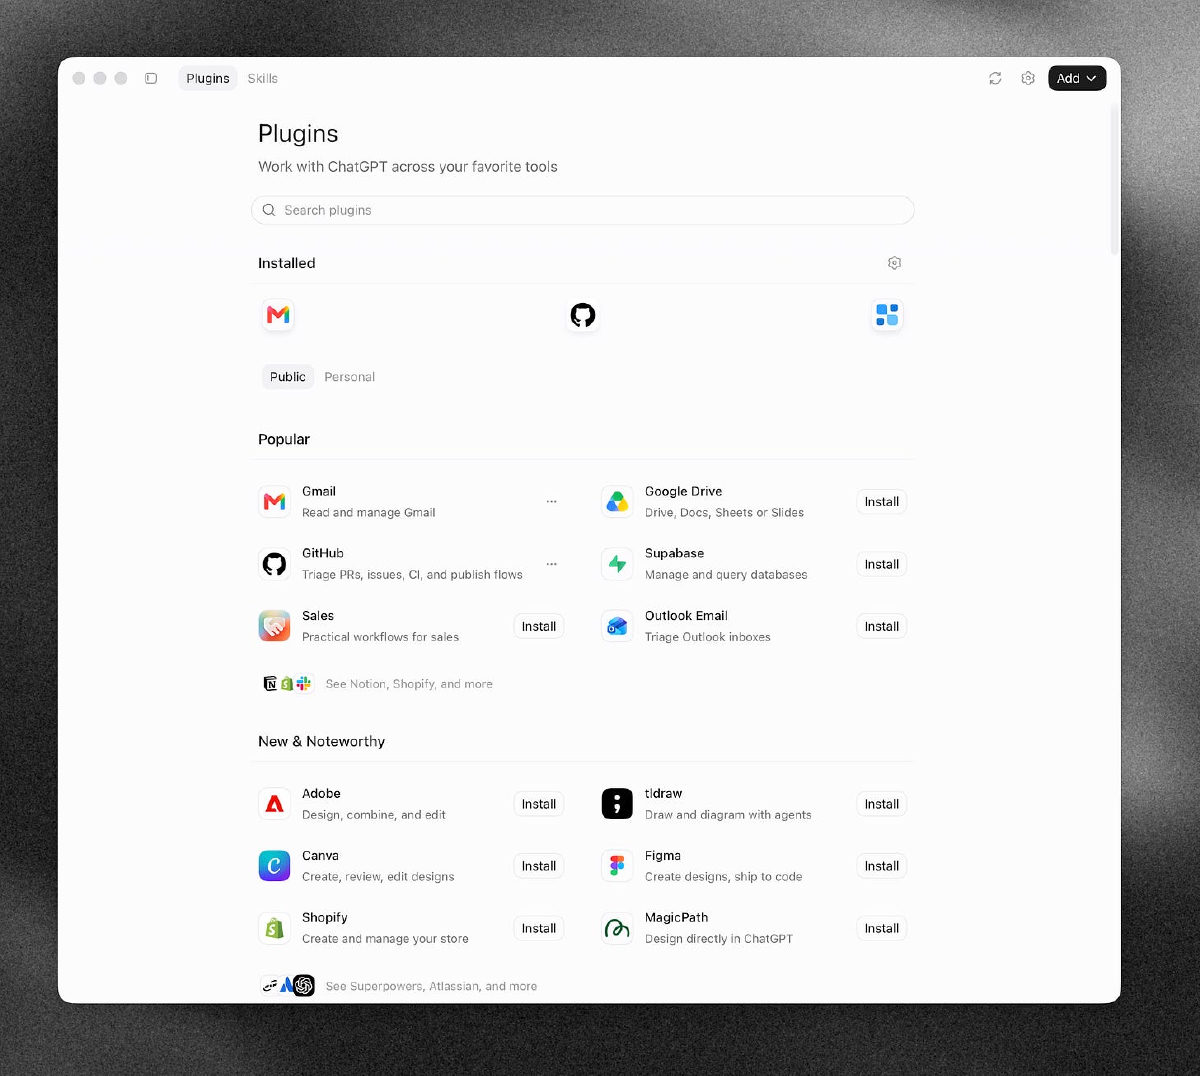 Plugins
Skills
Add
Plugins
Work with ChatGPT across your favorite tools
Search plugins
Installed
Public
Personal
Popular
Gmail
Read and manage Gmail
Google Drive
Drive, Docs, Sheets or Slides
Install
GitHub
Triage PRs, issues, CI, and publish flows
Supabase
Manage and query databases
Install
Sales
Practical workflows for sales
Install
Outlook Email
Triage Outlook inboxes
Install
See Notion, Shopify, and more
New & Noteworthy
Adobe
Design, combine, and edit
Install
tldraw
Draw and diagram with agents
Install
Canva
Create, review, edit designs
Install
Figma
Create designs, ship to code
Install
Shopify
Create and manage your store
Install
MagicPath
Design directly in ChatGPT
Install
See Superpowers, Atlassian, and more